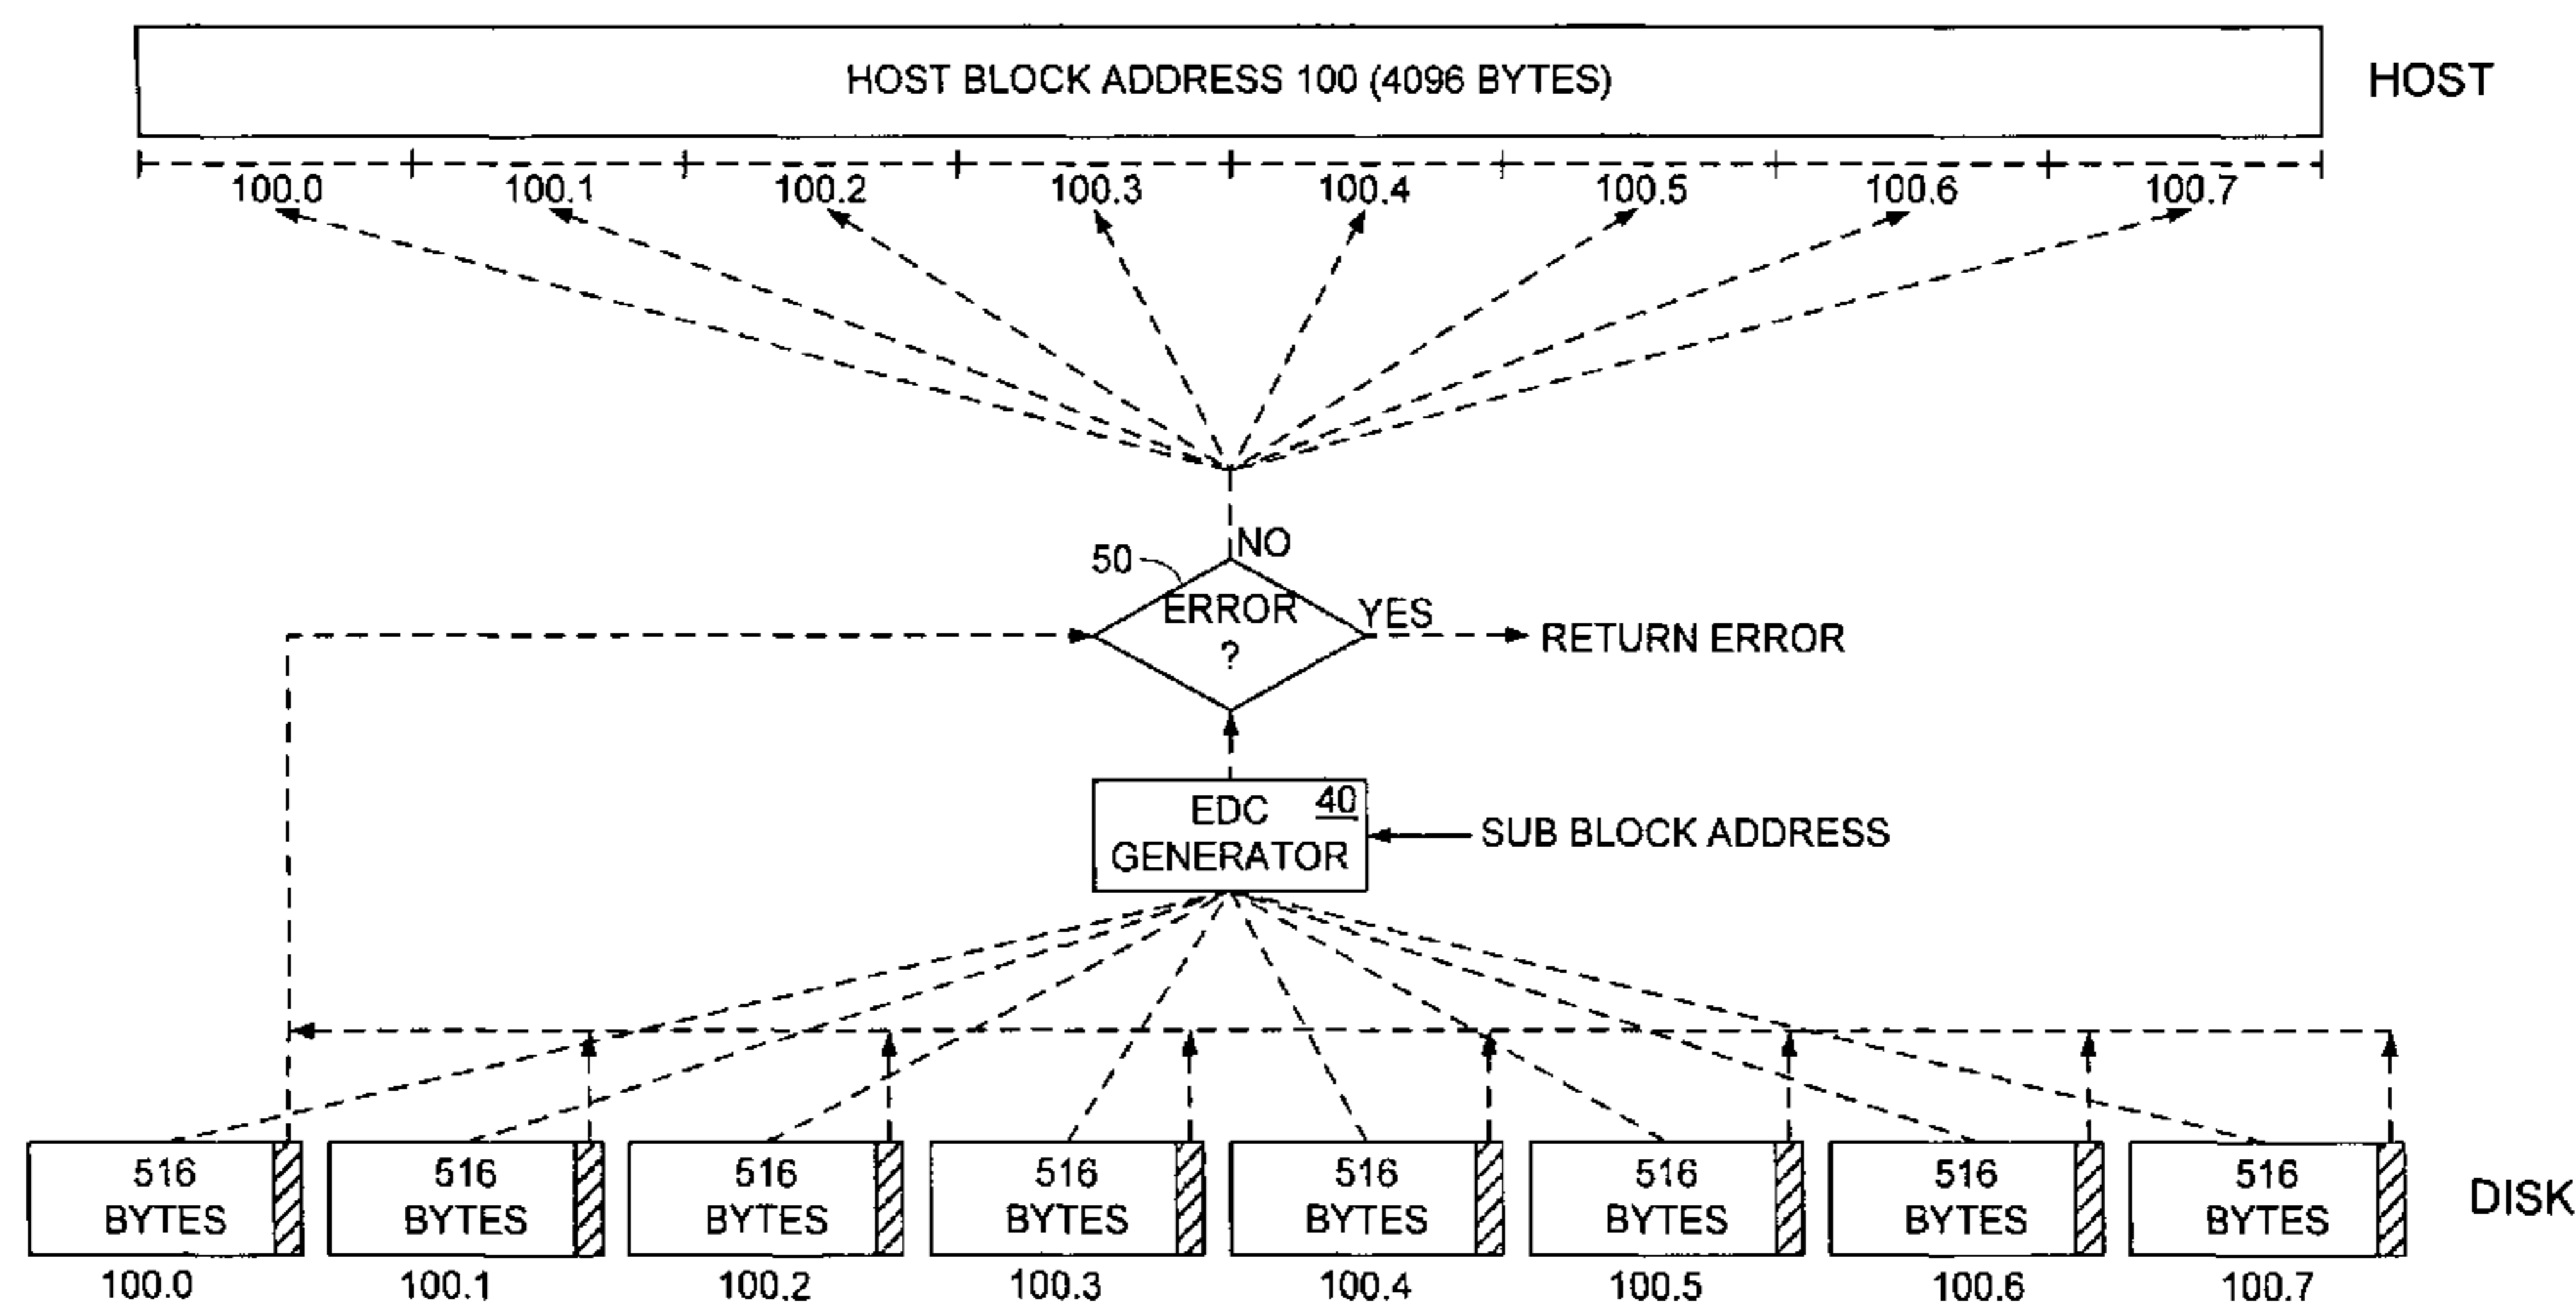 HOST BLOCK ADDRESS 100 (4096 BYTES)
HOST
100.0 100.1 100.2 100.3 100.4 100.5 100.6 100.7
NO
50
ERROR
?
YES
RETURN ERROR
EDC 40
GENERATOR
SUB BLOCK ADDRESS
516 516 516 516 516 516 516 516
BYTES BYTES BYTES BYTES BYTES BYTES BYTES BYTES
DISK
100.0 100.1 100.2 100.3 100.4 100.5 100.6 100.7